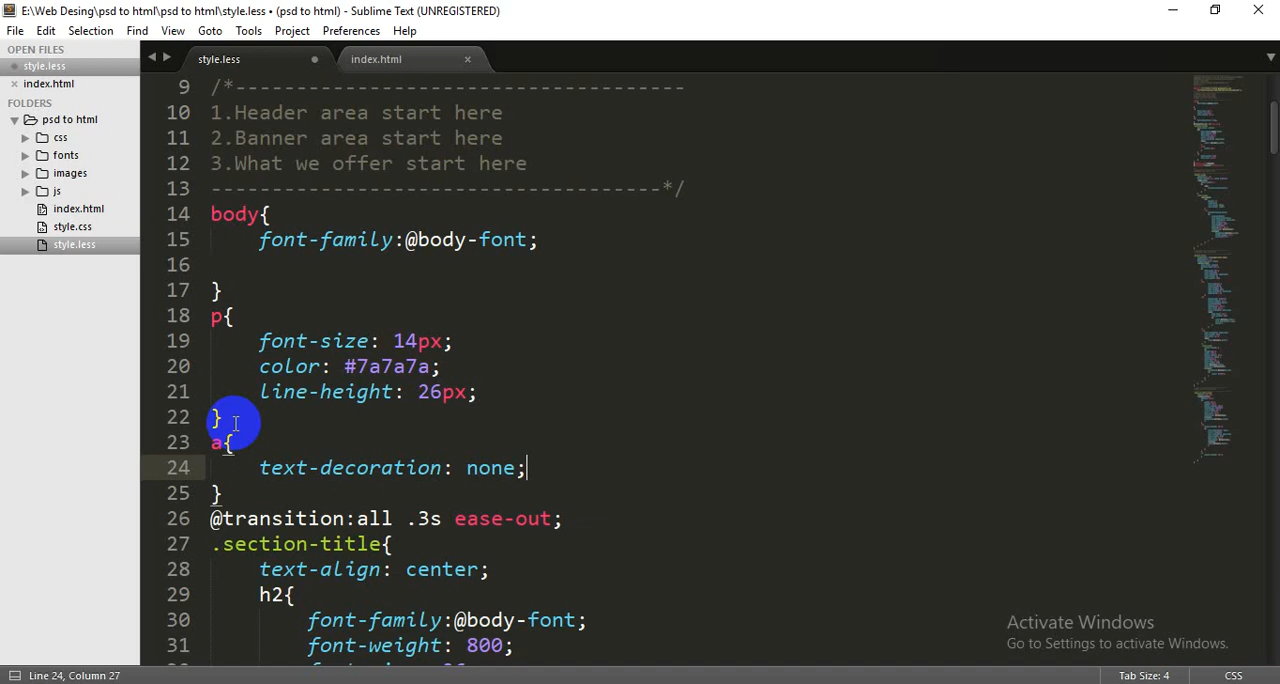 E:\Web Desing\psd to html\psd to html\style.less • (psd to html) - Sublime Text (UNREGISTERED)
File Edit Selection Find View Goto Tools Project Preferences Help
OPEN FILES
style.less
index.html
FOLDERS
psd to html
css
fonts
images
js
index.html
style.css
style.less
style.less index.html
9 /*-------------------------------------
10 1.Header area start here
11 2.Banner area start here
12 3.What we offer start here
13 -------------------------------------*/
14 body{
15 font-family:@body-font;
16
17 }
18 p{
19 font-size: 14px;
20 color: #7a7a7a;
21 line-height: 26px;
22 }
23 a{
24 text-decoration: none;
25 }
26 @transition:all .3s ease-out;
27 .section-title{
28 text-align: center;
29 h2{
30 font-family:@body-font;
31 font-weight: 800;
Activate Windows
Go to Settings to activate Windows.
Line 24, Column 27 Tab Size: 4 CSS